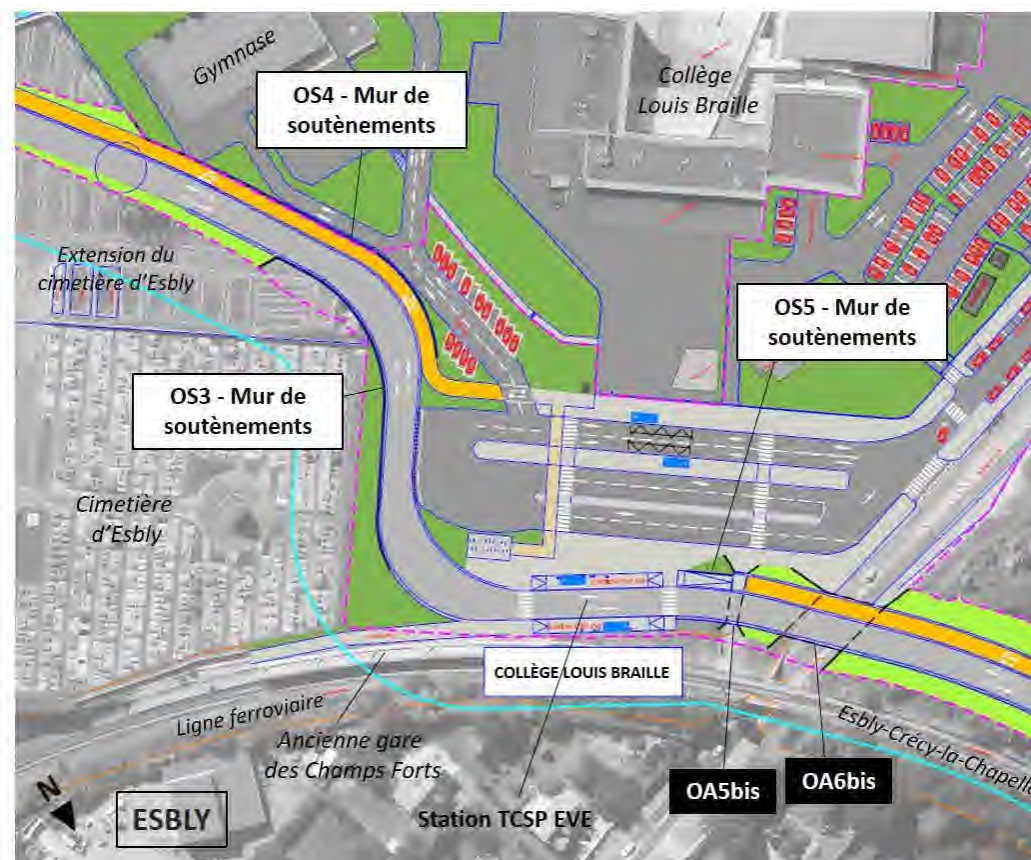 Gymnase
OS4 - Mur de
soutènements
Collège
Louis Braille
Extension du
cimetière d'Esbly
OS5 - Mur de
soutènements
OS3 - Mur de
soutènements
Cimetière
d'Esbly
COLLÈGE LOUIS BRAILLE
Ligne ferroviaire
Ancienne gare
des Champs Forts
Esbly-Crécy-la-Chapelle
OA5bis
OA6bis
N
ESBLY
Station TCSP EVE